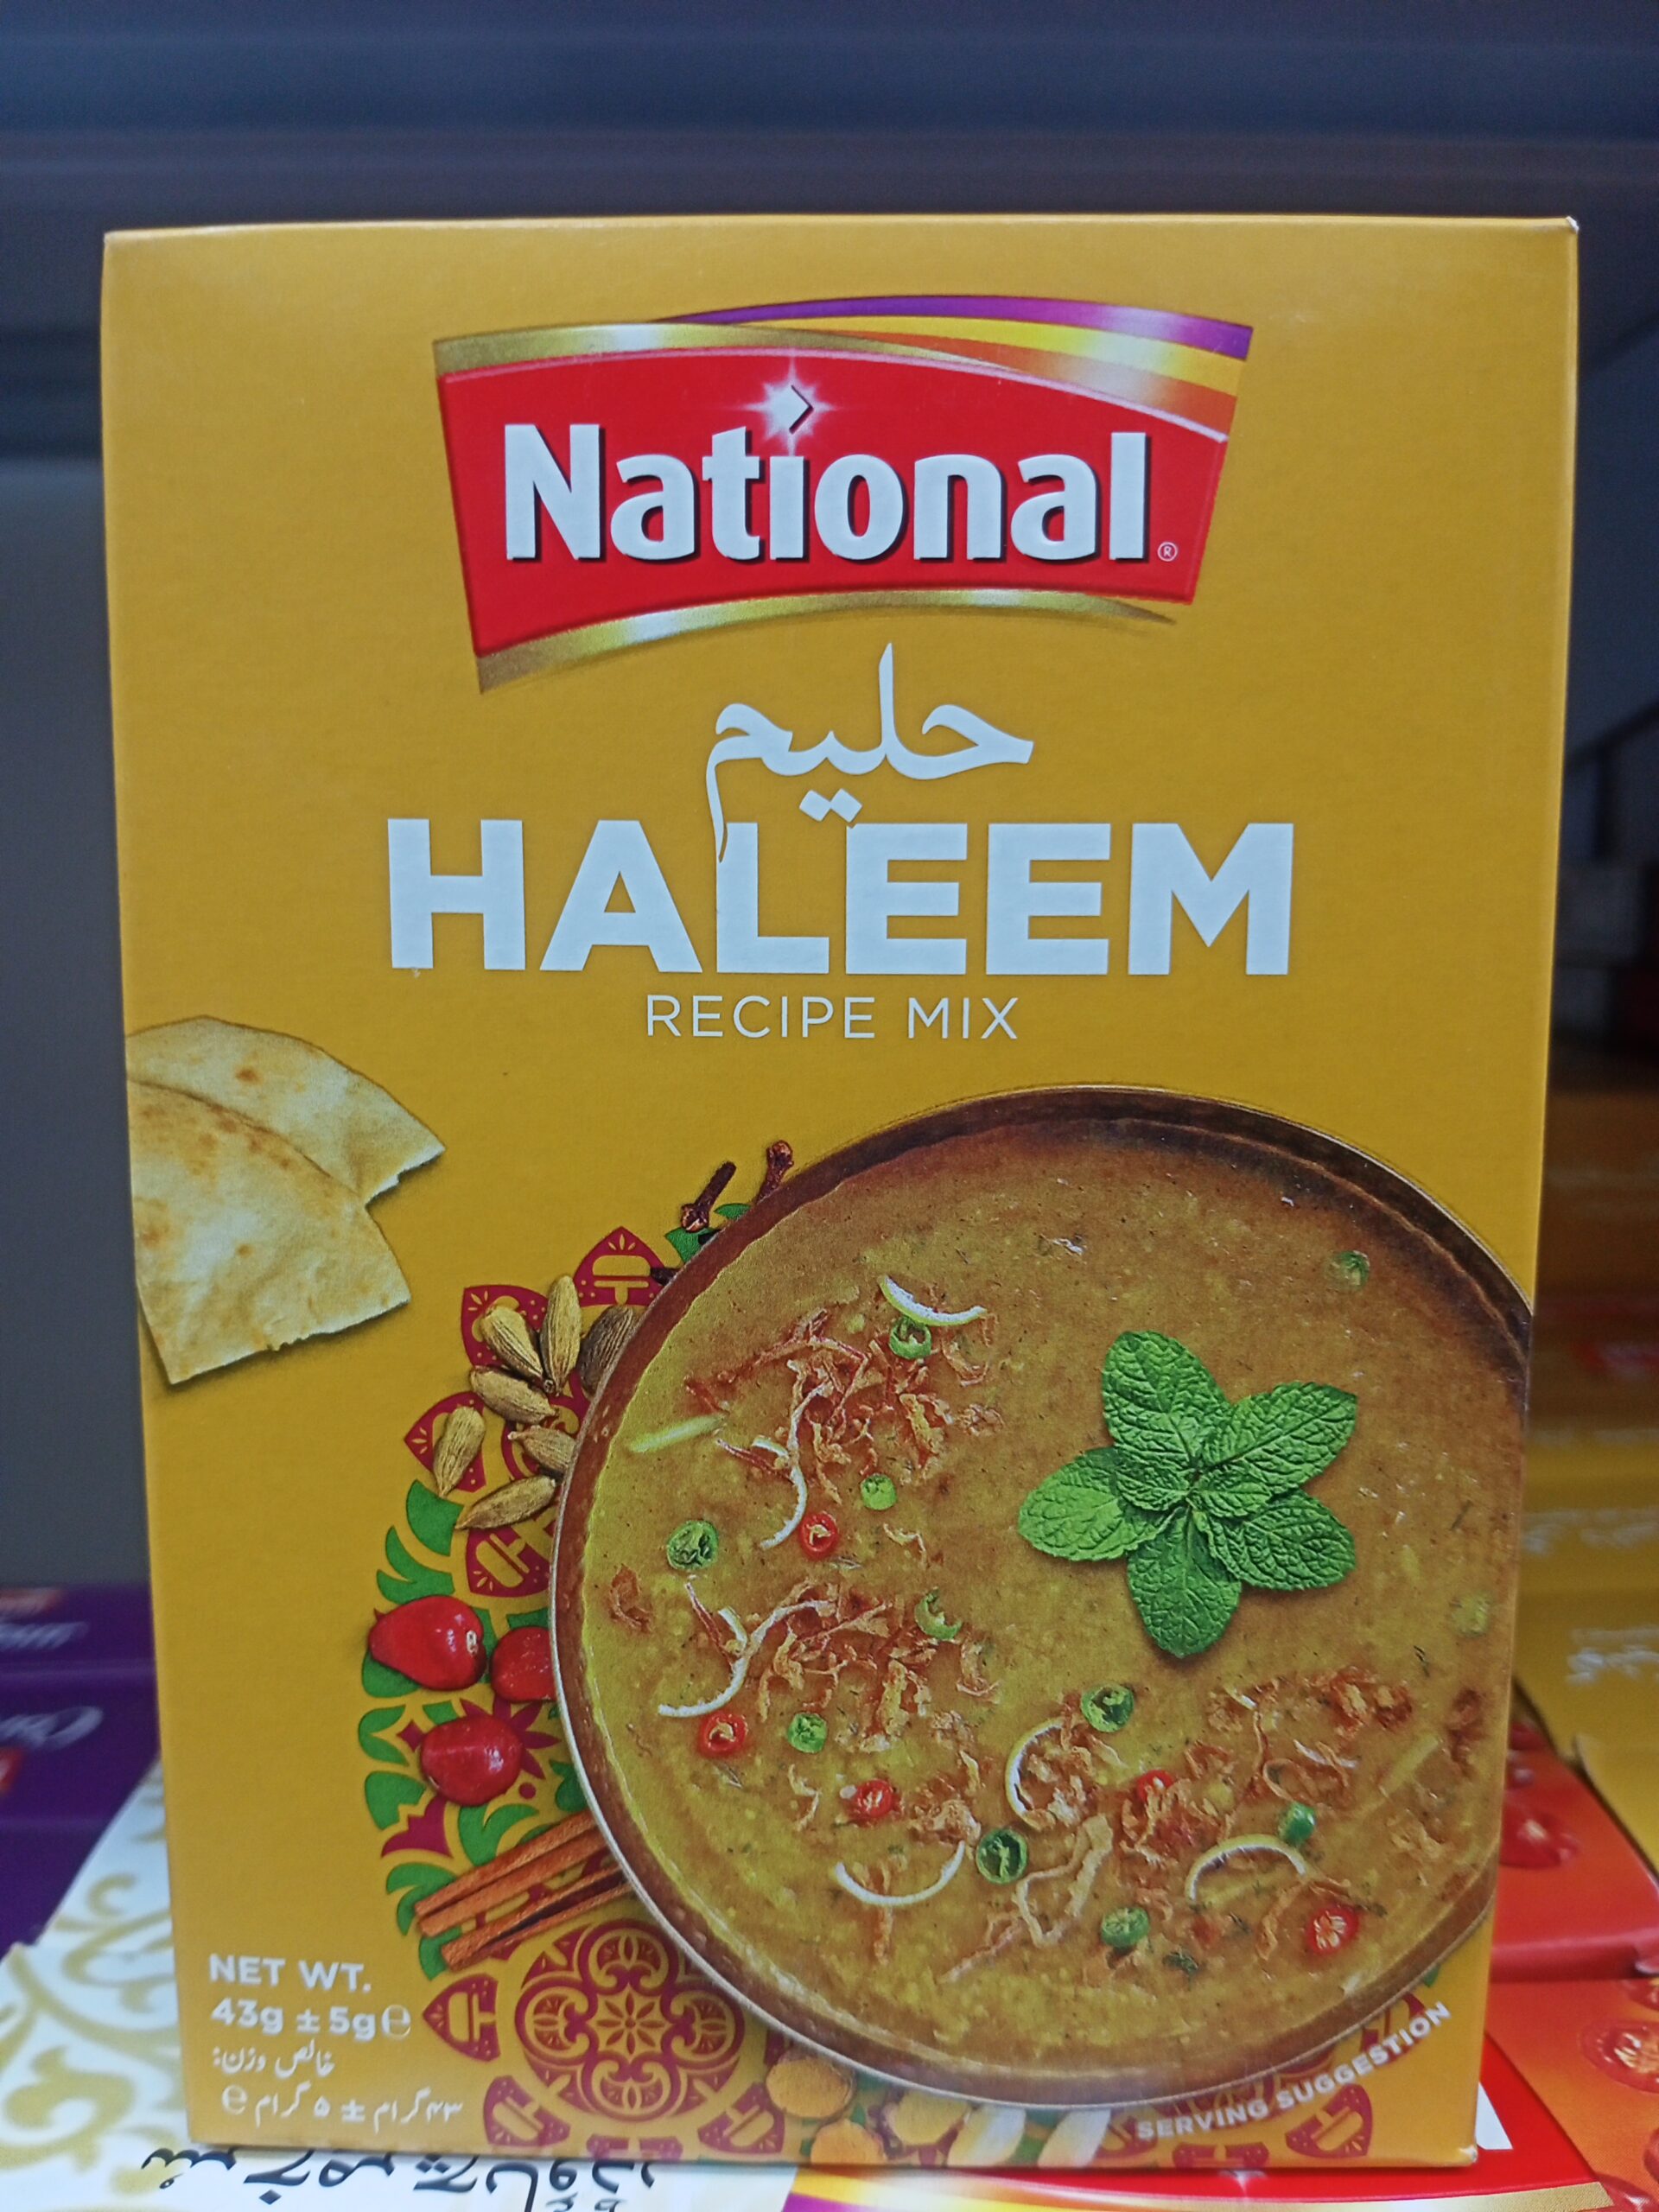 National®
حلیم
HALEEM
RECIPE MIX
NET WT.
43g ± 5g ℮
خالص وزن:
۴۳ گرام ± ۵ گرام ℮
SERVING SUGGESTION